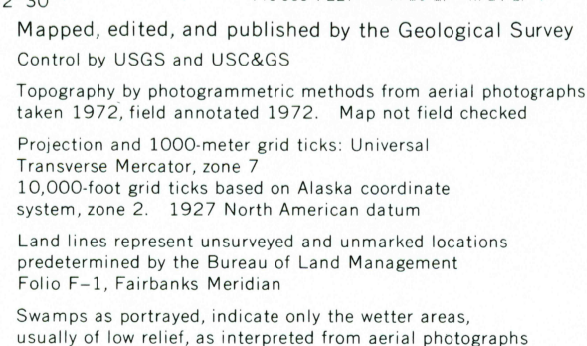 2 30
Mapped, edited, and published by the Geological Survey
Control by USGS and USC&GS
Topography by photogrammetric methods from aerial photographs
taken 1972, field annotated 1972. Map not field checked
Projection and 1000-meter grid ticks: Universal
Transverse Mercator, zone 7
10,000-foot grid ticks based on Alaska coordinate
system, zone 2. 1927 North American datum
Land lines represent unsurveyed and unmarked locations
predetermined by the Bureau of Land Management
Folio F-1, Fairbanks Meridian
Swamps as portrayed, indicate only the wetter areas,
usually of low relief, as interpreted from aerial photographs